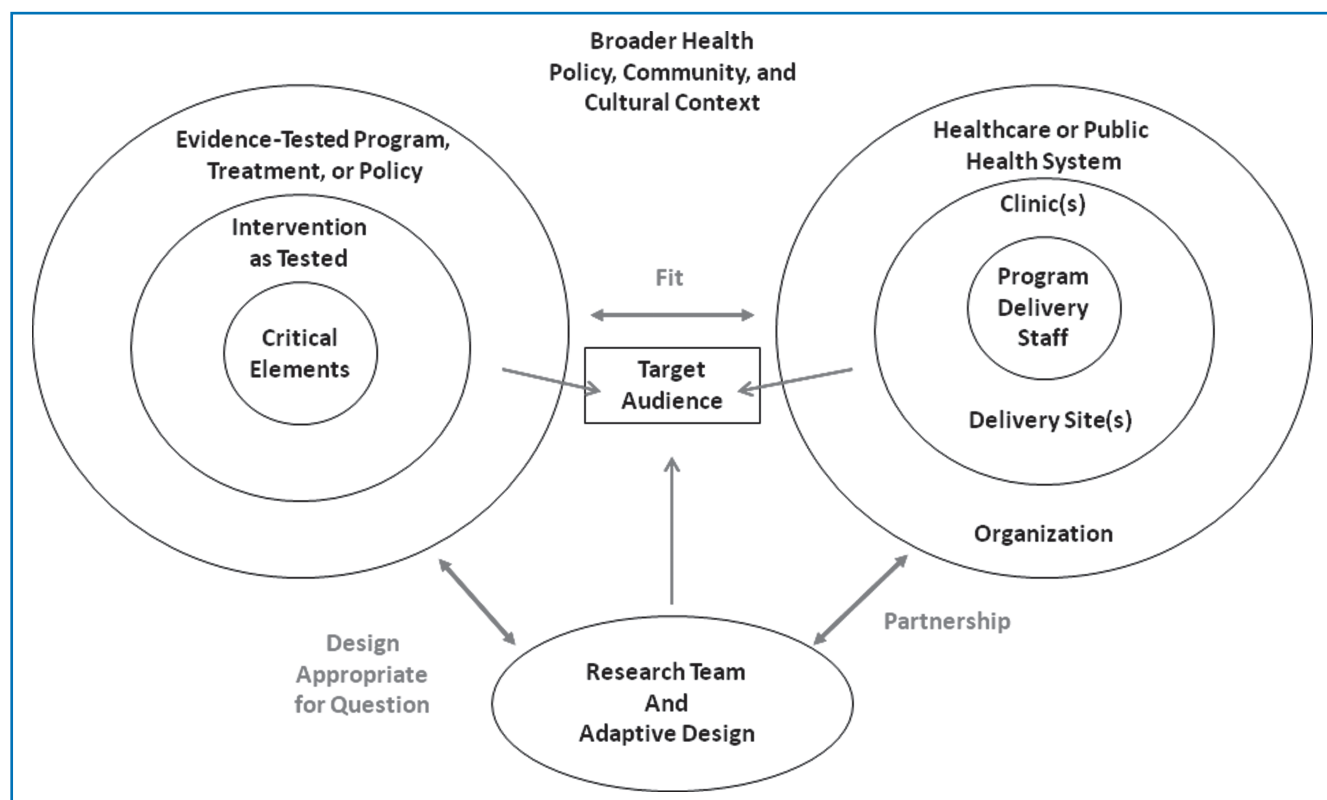 Broader Health
Policy, Community, and
Cultural Context
Evidence-Tested Program,
Treatment, or Policy
Intervention
as Tested
Critical
Elements
Fit
Target
Audience
Healthcare or Public
Health System
Clinic(s)
Program
Delivery
Staff
Delivery Site(s)
Organization
Design
Appropriate
for Question
Partnership
Research Team
And
Adaptive Design